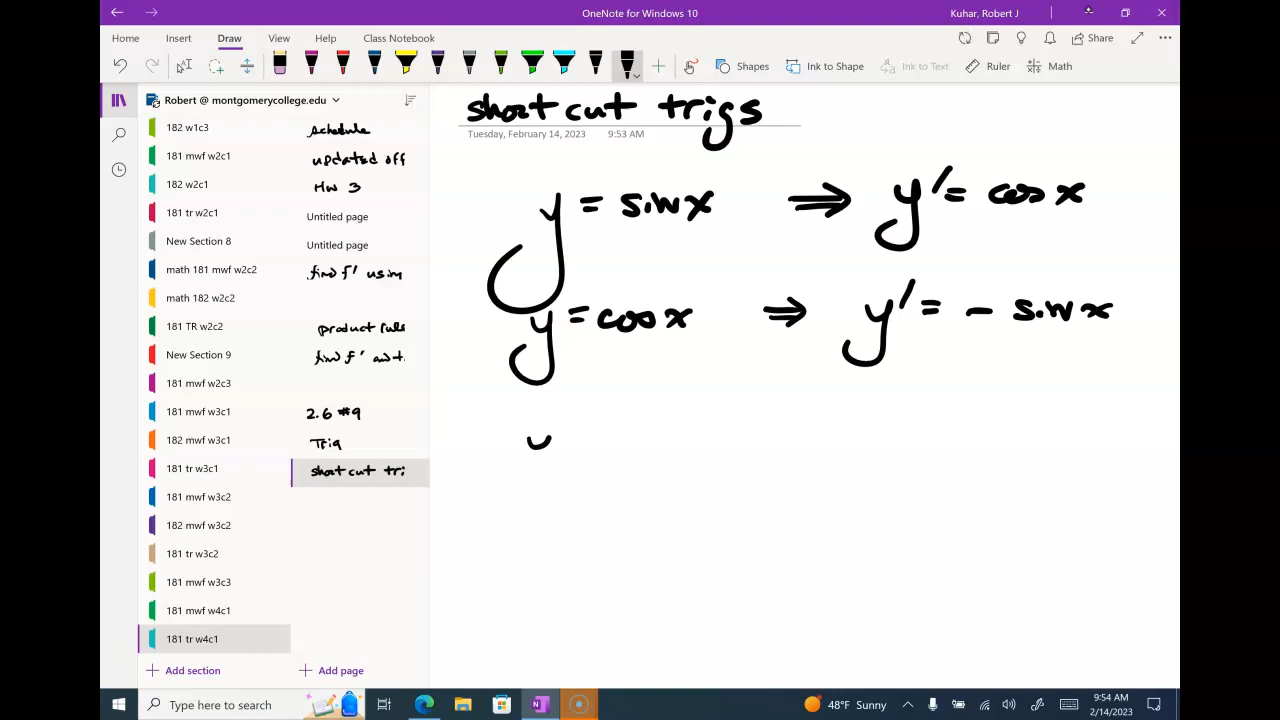 OneNote for Windows 10
Kuhar, Robert J
Home Insert Draw View Help Class Notebook
Share
Shapes Ink to Shape Ink to Text Ruler Math
Robert @ montgomerycollege.edu
182 w1c3
181 mwf w2c1
182 w2c1
181 tr w2c1
New Section 8
math 181 mwf w2c2
math 182 w2c2
181 TR w2c2
New Section 9
181 mwf w2c3
181 mwf w3c1
182 mwf w3c1
181 tr w3c1
181 mwf w3c2
182 mwf w3c2
181 tr w3c2
181 mwf w3c3
181 mwf w4c1
181 tr w4c1
Add section
schedule
updated off
HW 3
Untitled page
Untitled page
find f' usin
product rule
find f' and
2.6 #9
Trig
short cut tri
Add page
short cut trigs
Tuesday, February 14, 2023 9:53 AM
y = sin x ⇒ y' = cos x
y = cos x ⇒ y' = - sin x
Type here to search
48°F Sunny
9:54 AM
2/14/2023